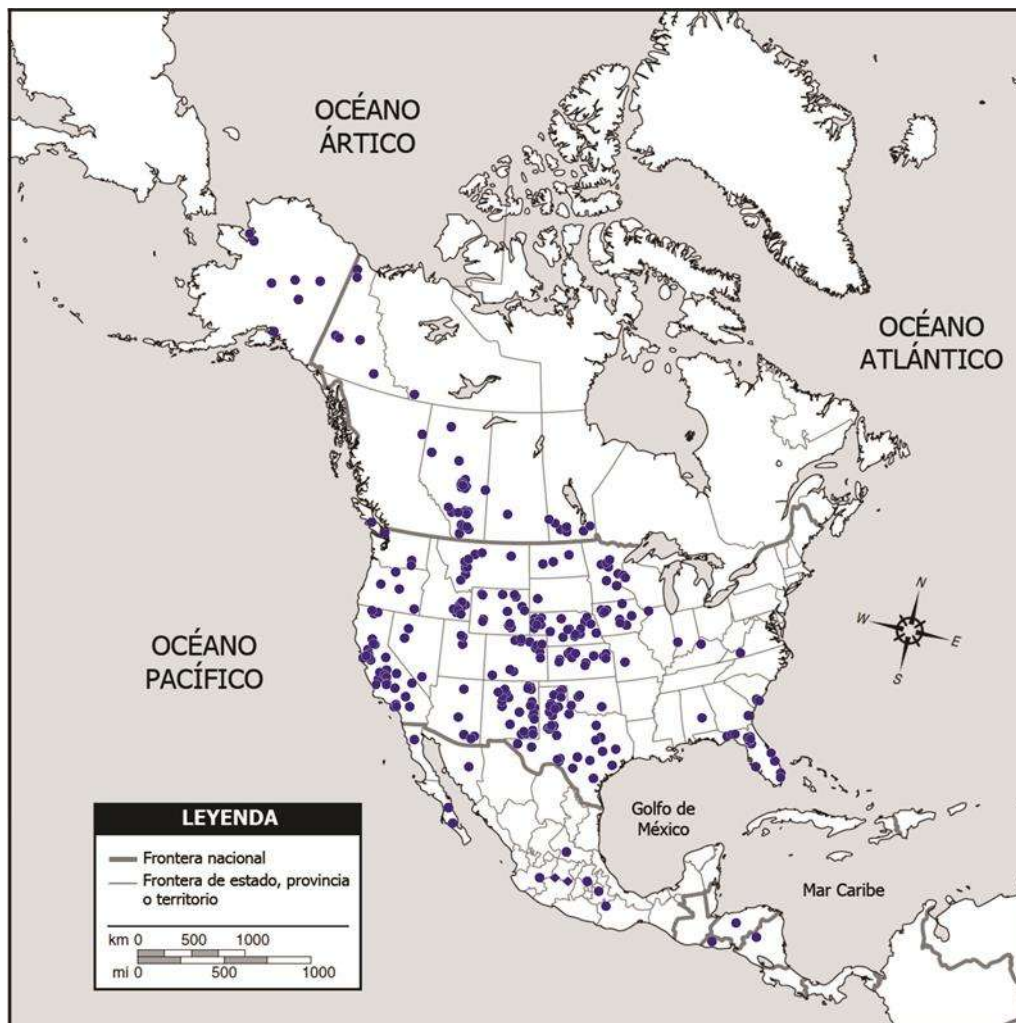 OCÉANO
ÁRTICO
OCÉANO
ATLÁNTICO
OCÉANO
PACÍFICO
N
W
E
S
Golfo de
México
Mar Caribe
LEYENDA
Frontera nacional
Frontera de estado, provincia
o territorio
km 0 500 1000
mi 0 500 1000